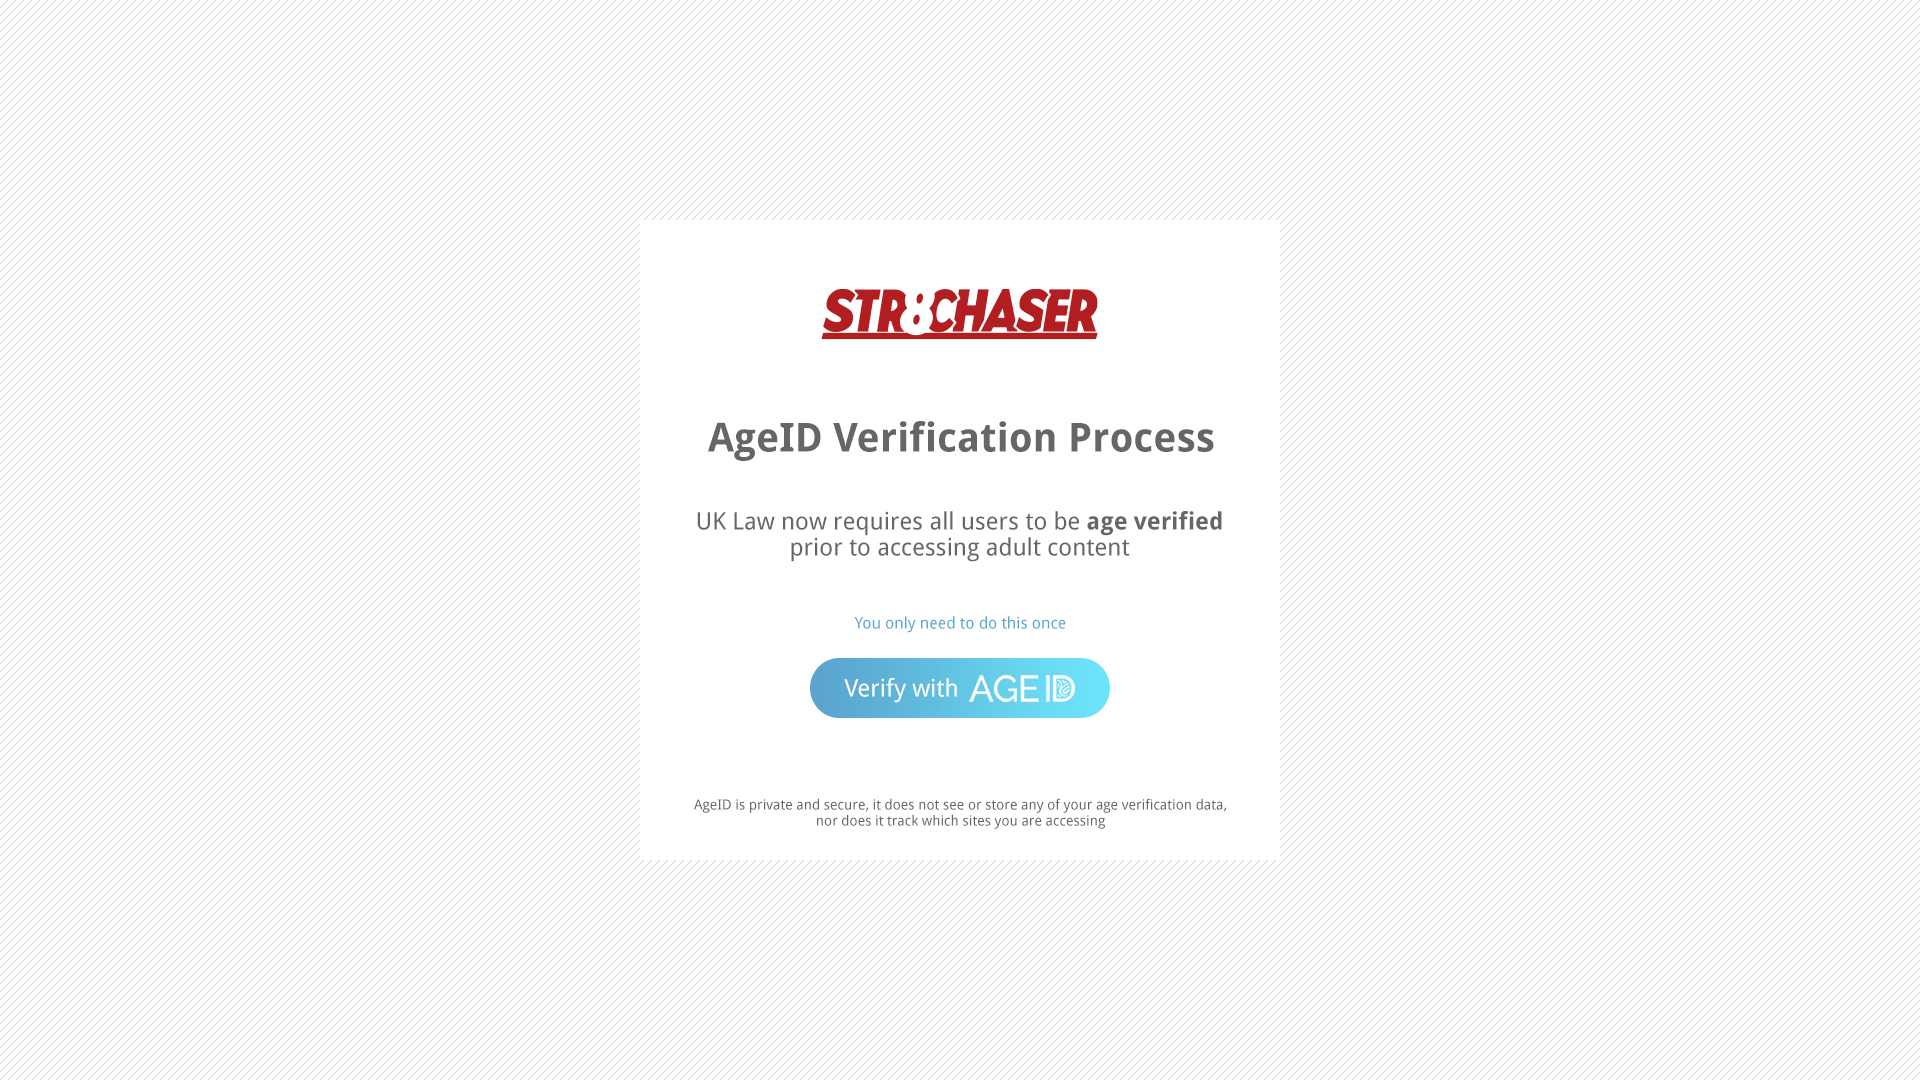 STR8CHASER
AgeID Verification Process
UK Law now requires all users to be age verified
prior to accessing adult content
You only need to do this once
Verify with AGE ID
AgeID is private and secure, it does not see or store any of your age verification data,
nor does it track which sites you are accessing